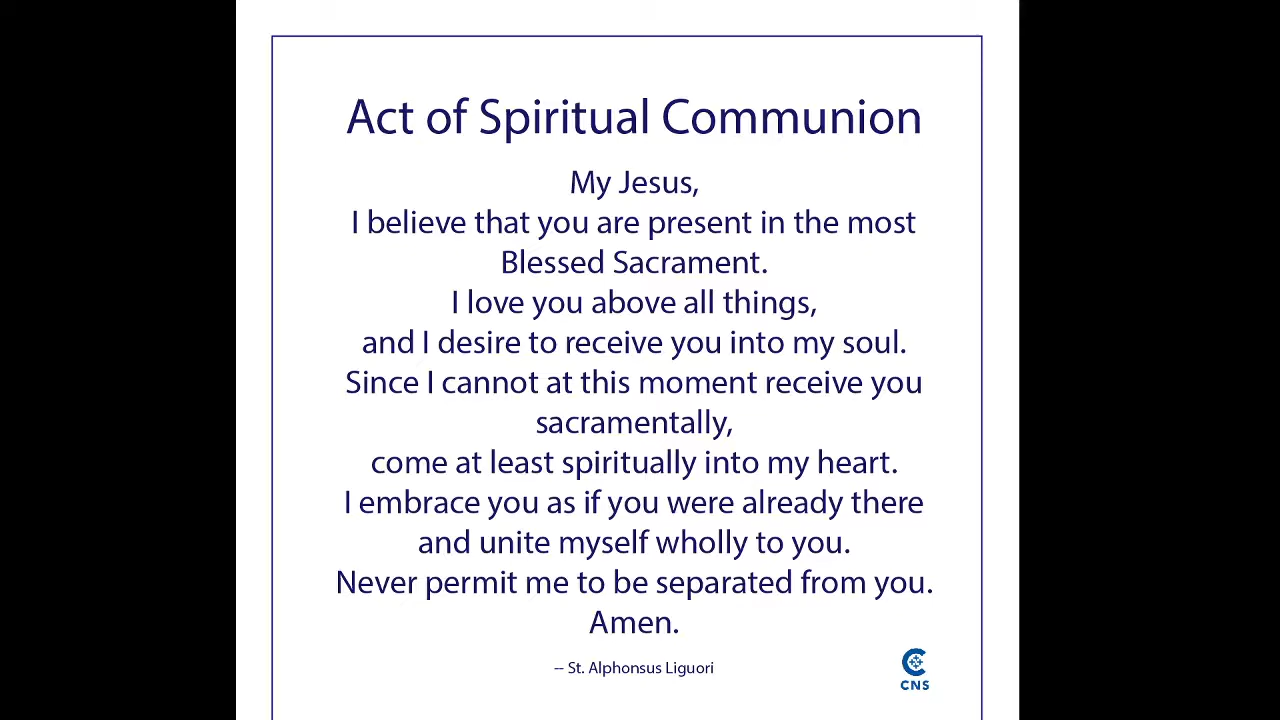 Act of Spiritual Communion
My Jesus,
I believe that you are present in the most
Blessed Sacrament.
I love you above all things,
and I desire to receive you into my soul.
Since I cannot at this moment receive you
sacramentally,
come at least spiritually into my heart.
I embrace you as if you were already there
and unite myself wholly to you.
Never permit me to be separated from you.
Amen.
-- St. Alphonsus Liguori
CNS